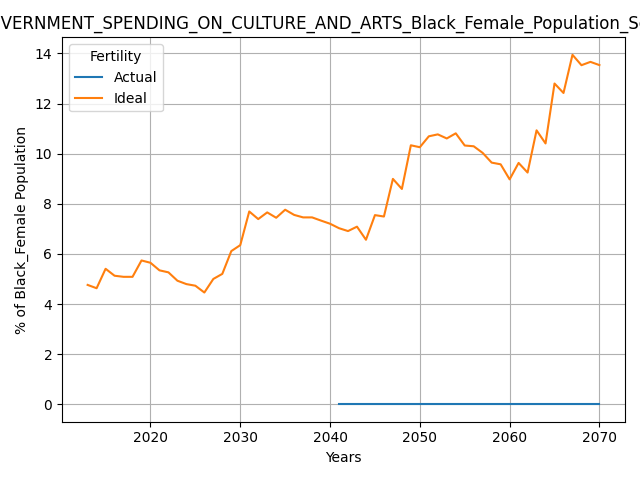 VERNMENT_SPENDING_ON_CULTURE_AND_ARTS_Black_Female_Population_S
Fertility
Actual
Ideal
% of Black_Female Population
14
12
10
8
6
4
2
0
2020 2030 2040 2050 2060 2070
Years